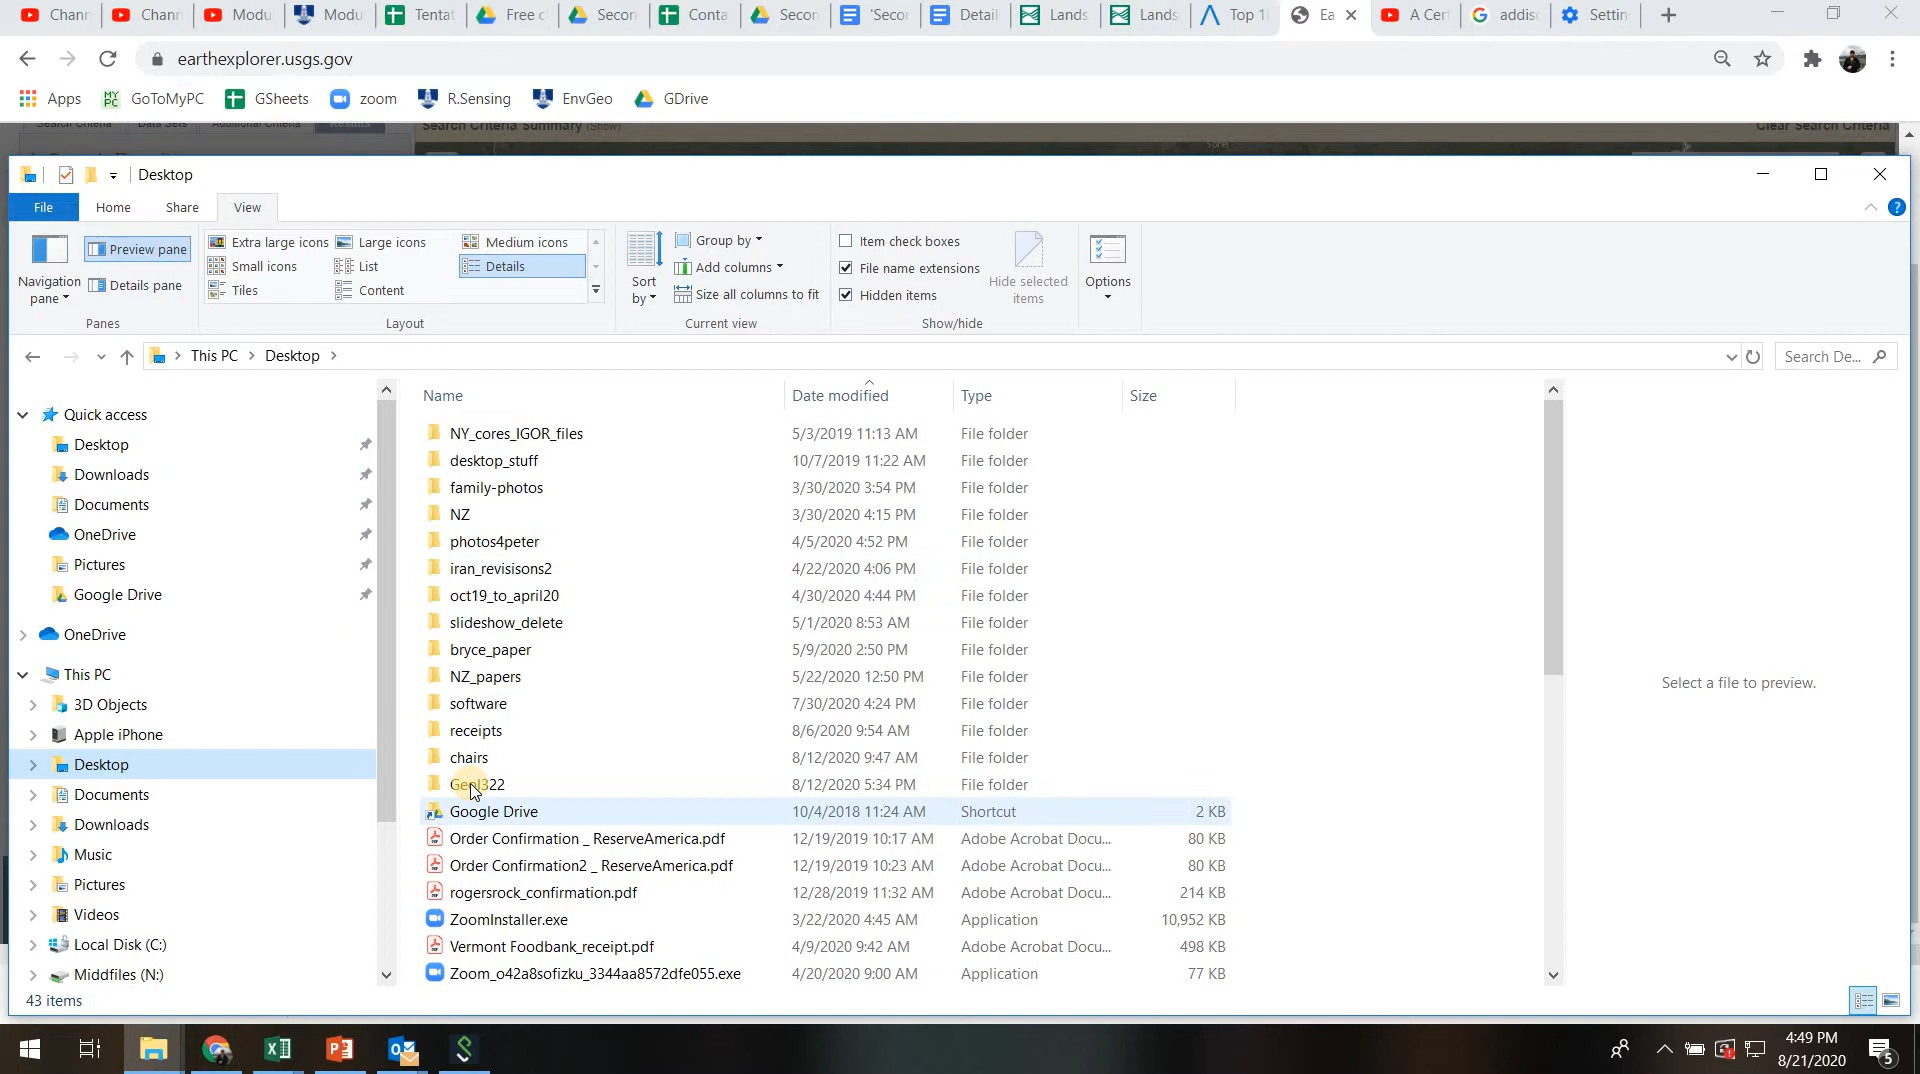 Chann
Chann
Modu
Modu
Tentat
Free c
Secon
Conta
Secon
'Secor
Detail
Lands
Lands
Top 1
Ea
A Cer
addisc
Settin
earthexplorer.usgs.gov
Apps
GoToMyPC
GSheets
zoom
R.Sensing
EnvGeo
GDrive
Search Criteria Summary (Show)
Clear Search Criteria
Sorel
Desktop
File
Home
Share
View
Navigation pane
Preview pane
Details pane
Panes
Extra large icons
Large icons
Medium icons
Small icons
List
Details
Tiles
Content
Layout
Sort by
Group by
Add columns
Size all columns to fit
Current view
Item check boxes
File name extensions
Hidden items
Hide selected items
Show/hide
Options
This PC
Desktop
Search De...
Quick access
Desktop
Downloads
Documents
OneDrive
Pictures
Google Drive
OneDrive
This PC
3D Objects
Apple iPhone
Desktop
Documents
Downloads
Music
Pictures
Videos
Local Disk (C:)
Middfiles (N:)
Name Date modified Type Size
NY_cores_IGOR_files 5/3/2019 11:13 AM File folder
desktop_stuff 10/7/2019 11:22 AM File folder
family-photos 3/30/2020 3:54 PM File folder
NZ 3/30/2020 4:15 PM File folder
photos4peter 4/5/2020 4:52 PM File folder
iran_revisisons2 4/22/2020 4:06 PM File folder
oct19_to_april20 4/30/2020 4:44 PM File folder
slideshow_delete 5/1/2020 8:53 AM File folder
bryce_paper 5/9/2020 2:50 PM File folder
NZ_papers 5/22/2020 12:50 PM File folder
software 7/30/2020 4:24 PM File folder
receipts 8/6/2020 9:54 AM File folder
chairs 8/12/2020 9:47 AM File folder
Geol322 8/12/2020 5:34 PM File folder
Google Drive 10/4/2018 11:24 AM Shortcut 2 KB
Order Confirmation _ ReserveAmerica.pdf 12/19/2019 10:17 AM Adobe Acrobat Docu... 80 KB
Order Confirmation2 _ ReserveAmerica.pdf 12/19/2019 10:23 AM Adobe Acrobat Docu... 80 KB
rogersrock_confirmation.pdf 12/28/2019 11:32 AM Adobe Acrobat Docu... 214 KB
ZoomInstaller.exe 3/22/2020 4:45 AM Application 10,952 KB
Vermont Foodbank_receipt.pdf 4/9/2020 9:42 AM Adobe Acrobat Docu... 498 KB
Zoom_o42a8sofizku_3344aa8572dfe055.exe 4/20/2020 9:00 AM Application 77 KB
Select a file to preview.
43 items
4:49 PM
8/21/2020
5